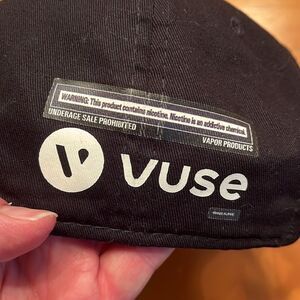 WARNING: This product contains nicotine. Nicotine is an addictive chemical.
UNDERAGE SALE PROHIBITED VAPOR PRODUCTS
VUSE